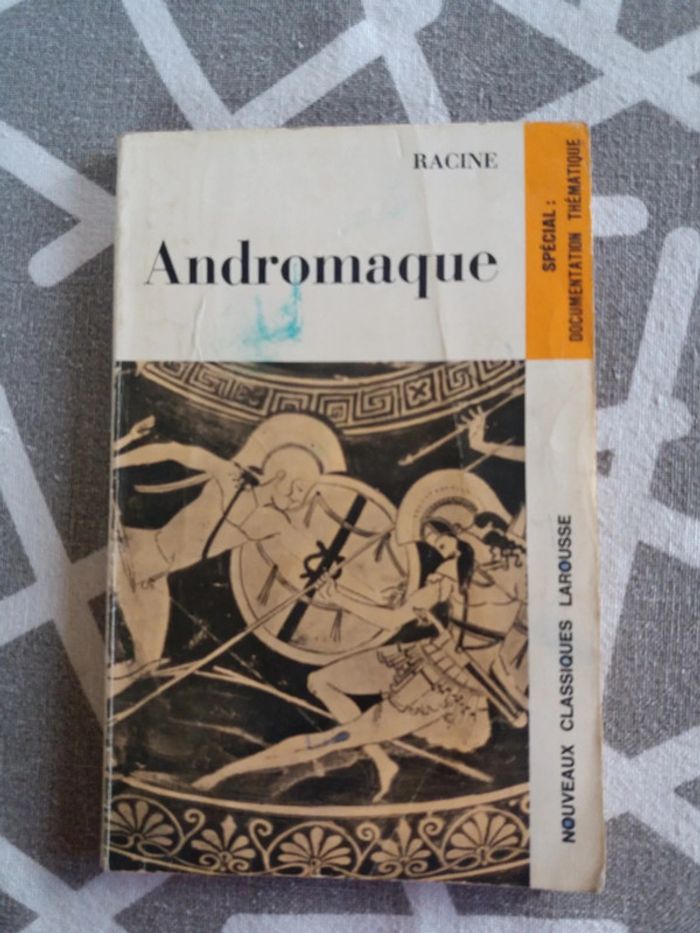 RACINE
Andromaque
SPÉCIAL :
DOCUMENTATION THÉMATIQUE
NOUVEAUX CLASSIQUES LAROUSSE